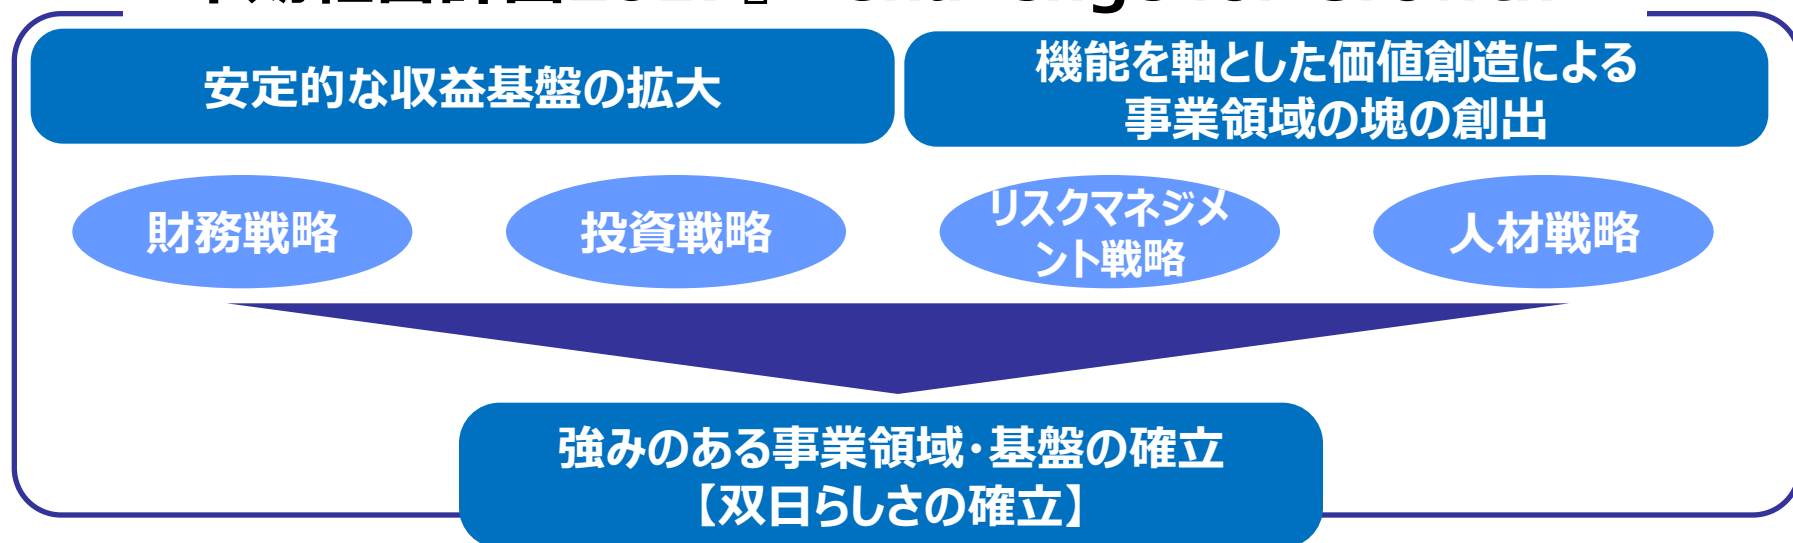 安定的な収益基盤の拡大
機能を軸とした価値創造による
事業領域の塊の創出
財務戦略
投資戦略
リスクマネジメ
ント戦略
人材戦略
強みのある事業領域・基盤の確立
【双日らしさの確立】